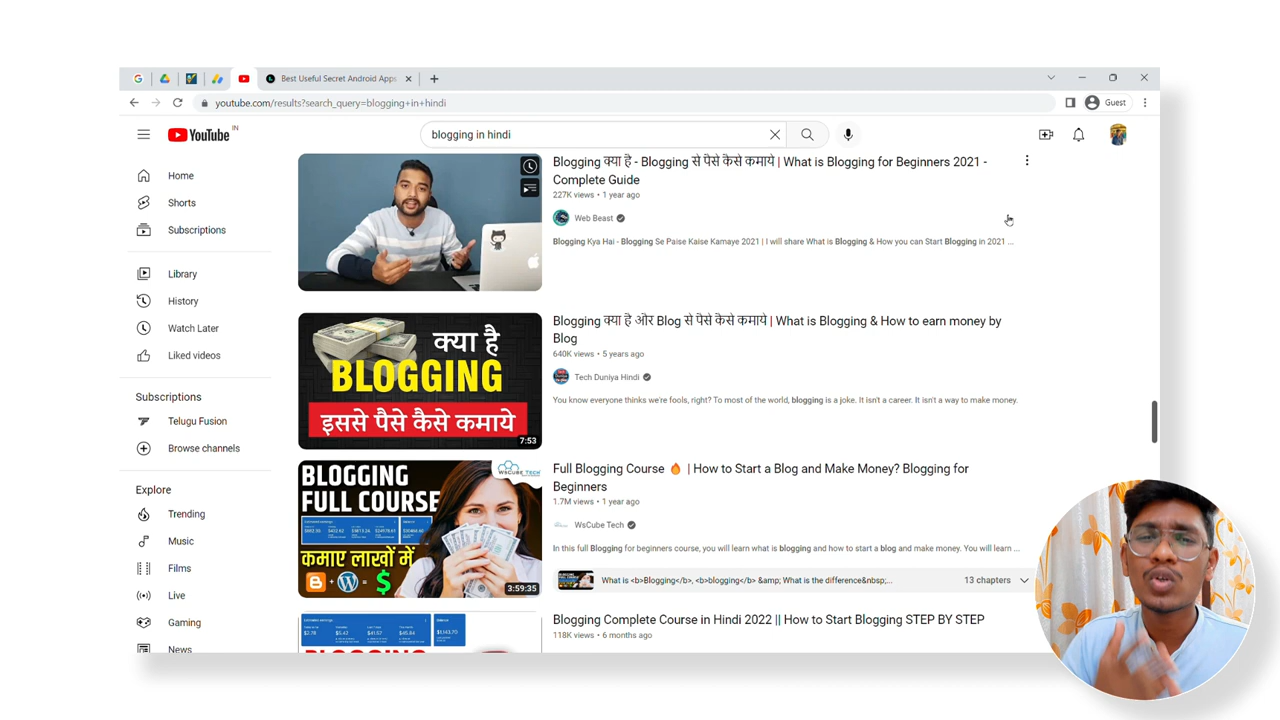 Best Useful Secret Android Apps
youtube.com/results?search_query=blogging+in+hindi
Guest
YouTube IN
blogging in hindi
Home
Shorts
Subscriptions
Library
History
Watch Later
Liked videos
Subscriptions
Telugu Fusion
Browse channels
Explore
Trending
Music
Films
Live
Gaming
News
Blogging क्या है - Blogging से पैसे कैसे कमाये | What is Blogging for Beginners 2021 -
Complete Guide
227K views • 1 year ago
Web Beast
Blogging Kya Hai - Blogging Se Paise Kaise Kamaye 2021 | I will share What is Blogging & How you can Start Blogging in 2021 ...
क्या है
BLOGGING
इससे पैसे कैसे कमाये
7:53
Blogging क्या है और Blog से पैसे कैसे कमाये | What is Blogging & How to earn money by
Blog
640K views • 5 years ago
Tech Duniya Hindi
You know everyone thinks we're fools, right? To most of the world, blogging is a joke. It isn't a career. It isn't a way to make money.
WsCUBE TECH
BLOGGING
FULL COURSE
कमाए लाखों में
3:59:35
Full Blogging Course 🔥 | How to Start a Blog and Make Money? Blogging for
Beginners
1.7M views • 1 year ago
WsCube Tech
In this full Blogging for beginners course, you will learn what is blogging and how to start a blog and make money. You will learn ...
What is <b>Blogging</b>, <b>blogging</b> &amp; What is the difference&nbsp;...
13 chapters
Blogging Complete Course in Hindi 2022 || How to Start Blogging STEP BY STEP
118K views • 6 months ago